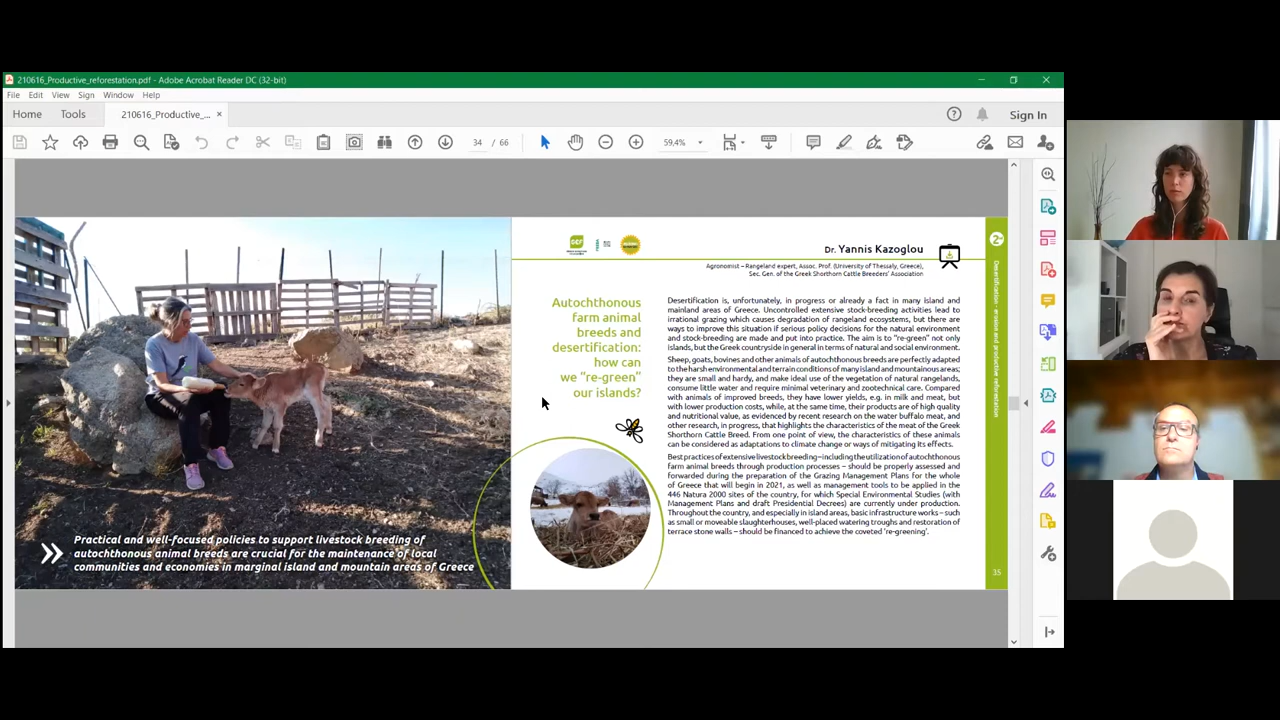 210616_Productive_reforestation.pdf - Adobe Acrobat Reader DC (32-bit)
File Edit View Sign Window Help
Home Tools 210616_Productive_... × Sign In
34 / 66 59,4%
Dr. Yannis Kazoglou
Agronomist – Rangeland expert, Assoc. Prof. (University of Thessaly, Greece),
Sec. Gen. of the Greek Shorthorn Cattle Breeders' Association
Autochthonous
farm animal
breeds and
desertification:
how can
we "re-green"
our islands?
Desertification is, unfortunately, in progress or already a fact in many island and
mainland areas of Greece. Uncontrolled extensive stock-breeding activities lead to
irrational grazing which causes degradation of rangeland ecosystems, but there are
ways to improve this situation if serious policy decisions for the natural environment
and stock-breeding are made and put into practice. The aim is to "re-green" not only
islands, but the Greek countryside in general in terms of natural and social environment.
Sheep, goats, bovines and other animals of autochthonous breeds are perfectly adapted
to the harsh environmental and terrain conditions of many island and mountainous areas;
they are small and hardy, and make ideal use of the vegetation of natural rangelands,
consume little water and require minimal veterinary and zootechnical care. Compared
with animals of improved breeds, they have lower yields, e.g. in milk and meat, but
with lower production costs, while, at the same time, their products are of high quality
and nutritional value, as evidenced by recent research on the water buffalo meat, and
other research, in progress, that highlights the characteristics of the meat of the Greek
Shorthorn Cattle Breed. From one point of view, the characteristics of these animals
can be considered as adaptations to climate change or ways of mitigating its effects.
Best practices of extensive livestock breeding – including the utilization of autochthonous
farm animal breeds through production processes – should be properly assessed and
forwarded during the preparation of the Grazing Management Plans for the whole
of Greece that will begin in 2021, as well as management tools to be applied in the
446 Natura 2000 sites of the country, for which Special Environmental Studies (with
Management Plans and draft Presidential Decrees) are currently under production.
Throughout the country, and especially in island areas, basic infrastructure works – such
as small or moveable slaughterhouses, well-placed watering troughs and restoration of
terrace stone walls – should be financed to achieve the coveted 're-greening'.
Practical and well-focused policies to support livestock breeding of
autochthonous animal breeds are crucial for the maintenance of local
communities and economies in marginal island and mountain areas of Greece
Desertification - erosion and productive reforestation
35